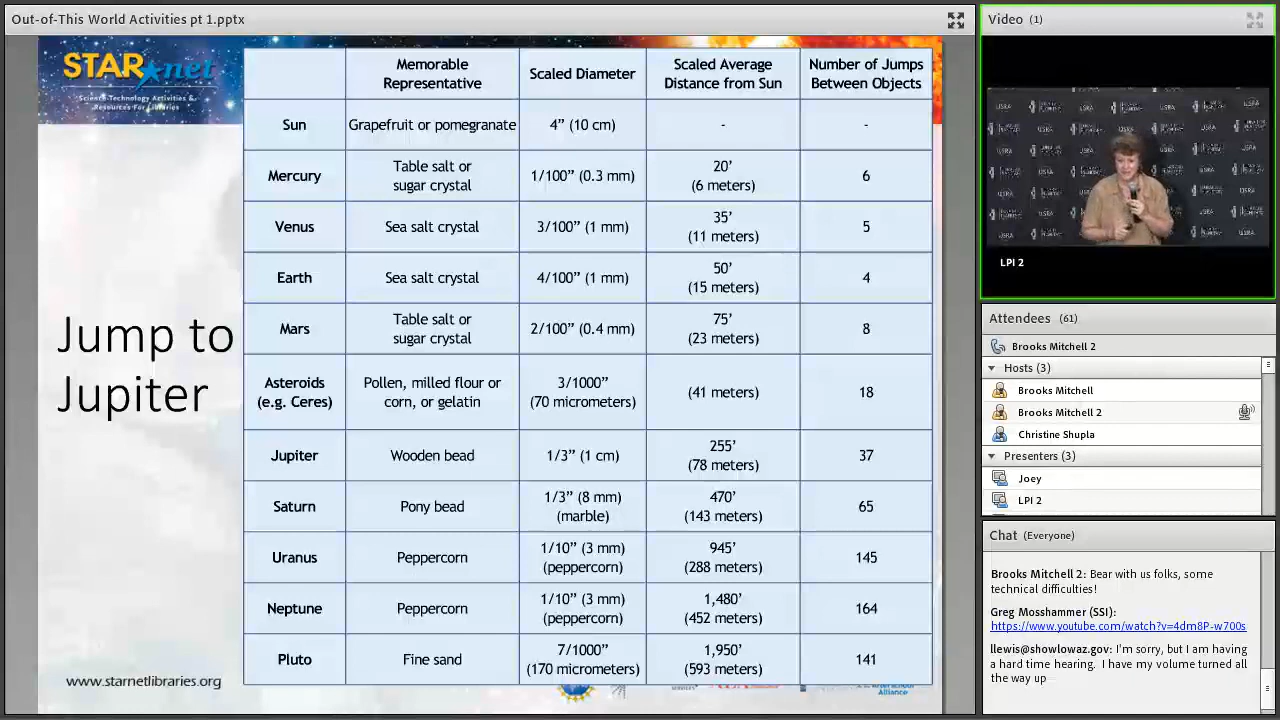 Out-of-This World Activities pt 1.pptx
STAR net
Science-Technology Activities &
Resources For Libraries
Jump to
Jupiter
www.starnetlibraries.org
Memorable Representative | Scaled Diameter | Scaled Average Distance from Sun | Number of Jumps Between Objects
Sun | Grapefruit or pomegranate | 4” (10 cm) | - | -
Mercury | Table salt or sugar crystal | 1/100” (0.3 mm) | 20’ (6 meters) | 6
Venus | Sea salt crystal | 3/100” (1 mm) | 35’ (11 meters) | 5
Earth | Sea salt crystal | 4/100” (1 mm) | 50’ (15 meters) | 4
Mars | Table salt or sugar crystal | 2/100” (0.4 mm) | 75’ (23 meters) | 8
Asteroids (e.g. Ceres) | Pollen, milled flour or corn, or gelatin | 3/1000” (70 micrometers) | (41 meters) | 18
Jupiter | Wooden bead | 1/3” (1 cm) | 255’ (78 meters) | 37
Saturn | Pony bead | 1/3” (8 mm) (marble) | 470’ (143 meters) | 65
Uranus | Peppercorn | 1/10” (3 mm) (peppercorn) | 945’ (288 meters) | 145
Neptune | Peppercorn | 1/10” (3 mm) (peppercorn) | 1,480’ (452 meters) | 164
Pluto | Fine sand | 7/1000” (170 micrometers) | 1,950’ (593 meters) | 141
Alliance
Video (1)
USRA
LPI 2
Attendees (61)
Brooks Mitchell 2
Hosts (3)
Brooks Mitchell
Brooks Mitchell 2
Christine Shupla
Presenters (3)
Joey
LPI 2
Chat (Everyone)
Brooks Mitchell 2: Bear with us folks, some
technical difficulties!
Greg Mosshammer (SSI):
https://www.youtube.com/watch?v=4dm8P-w700s
llewis@showlowaz.gov: I'm sorry, but I am having
a hard time hearing. I have my volume turned all
the way up